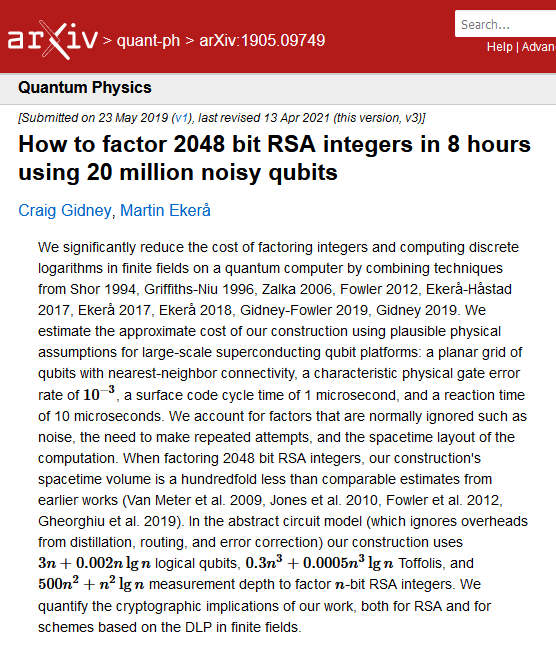 arXiv > quant-ph > arXiv:1905.09749
Search...
Help | Advan
Quantum Physics
[Submitted on 23 May 2019 (v1), last revised 13 Apr 2021 (this version, v3)]
How to factor 2048 bit RSA integers in 8 hours
using 20 million noisy qubits
Craig Gidney, Martin Ekerå
We significantly reduce the cost of factoring integers and computing discrete
logarithms in finite fields on a quantum computer by combining techniques
from Shor 1994, Griffiths-Niu 1996, Zalka 2006, Fowler 2012, Ekerå-Håstad
2017, Ekerå 2017, Ekerå 2018, Gidney-Fowler 2019, Gidney 2019. We
estimate the approximate cost of our construction using plausible physical
assumptions for large-scale superconducting qubit platforms: a planar grid of
qubits with nearest-neighbor connectivity, a characteristic physical gate error
rate of 10⁻³, a surface code cycle time of 1 microsecond, and a reaction time
of 10 microseconds. We account for factors that are normally ignored such as
noise, the need to make repeated attempts, and the spacetime layout of the
computation. When factoring 2048 bit RSA integers, our construction's
spacetime volume is a hundredfold less than comparable estimates from
earlier works (Van Meter et al. 2009, Jones et al. 2010, Fowler et al. 2012,
Gheorghiu et al. 2019). In the abstract circuit model (which ignores overheads
from distillation, routing, and error correction) our construction uses
3n + 0.002n lg n logical qubits, 0.3n³ + 0.0005n³ lg n Toffolis, and
500n² + n² lg n measurement depth to factor n-bit RSA integers. We
quantify the cryptographic implications of our work, both for RSA and for
schemes based on the DLP in finite fields.